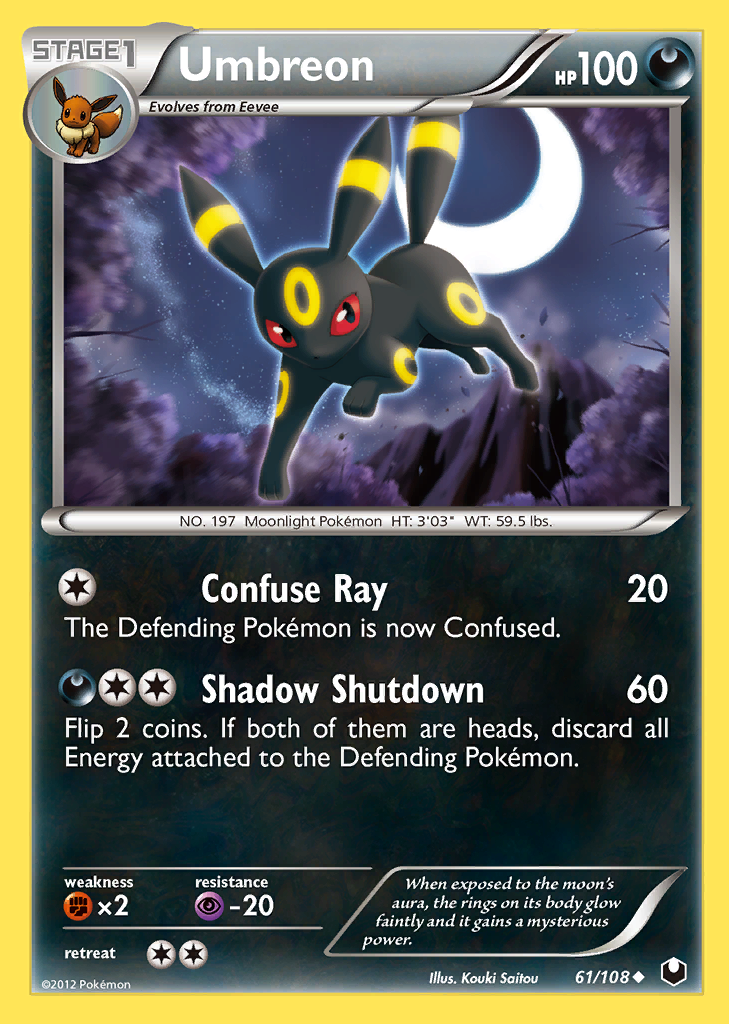 STAGE1
Umbreon
HP100
Evolves from Eevee
NO. 197 Moonlight Pokémon HT: 3'03" WT: 59.5 lbs.
Confuse Ray 20
The Defending Pokémon is now Confused.
Shadow Shutdown 60
Flip 2 coins. If both of them are heads, discard all
Energy attached to the Defending Pokémon.
weakness
×2
resistance
-20
retreat
When exposed to the moon's
aura, the rings on its body glow
faintly and it gains a mysterious
power.
©2012 Pokémon
Illus. Kouki Saitou
61/108